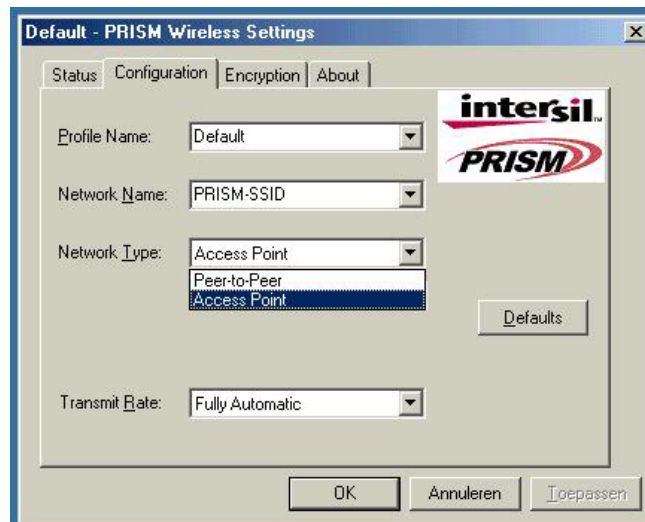 Default - PRISM Wireless Settings
Status Configuration Encryption About
intersil™
PRISM
Profile Name: Default
Network Name: PRISM-SSID
Network Type: Access Point
Peer-to-Peer
Access Point
Defaults
Transmit Rate: Fully Automatic
OK Annuleren Toepassen